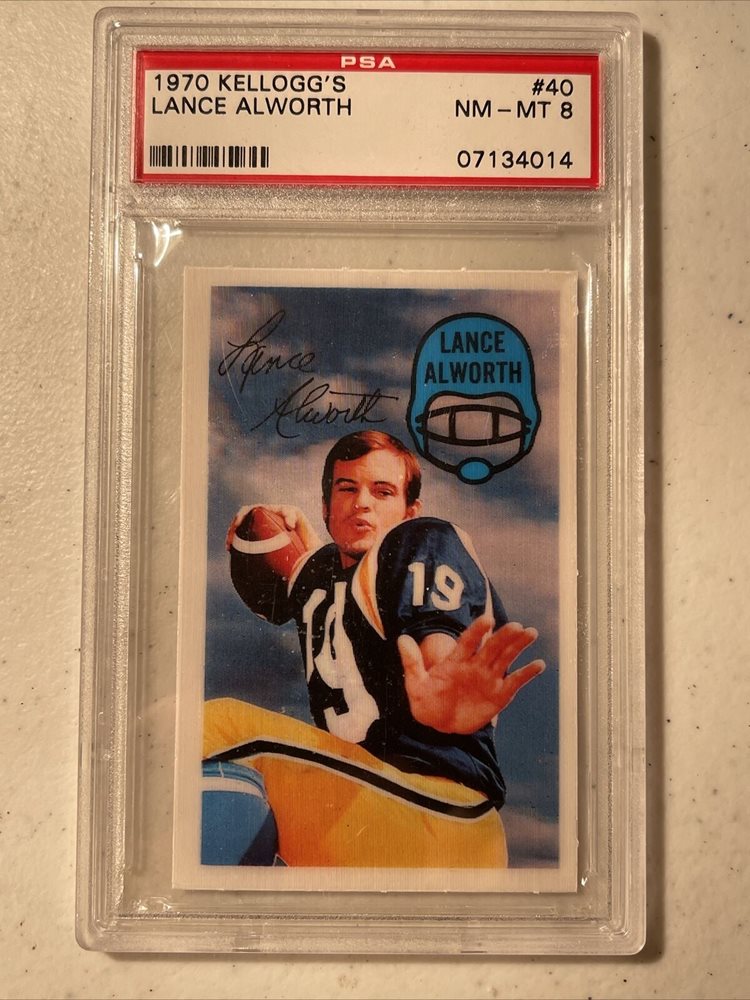 PSA
1970 KELLOGG'S #40
LANCE ALWORTH NM-MT 8
07134014
Lance
Alworth
LANCE
ALWORTH
19
19